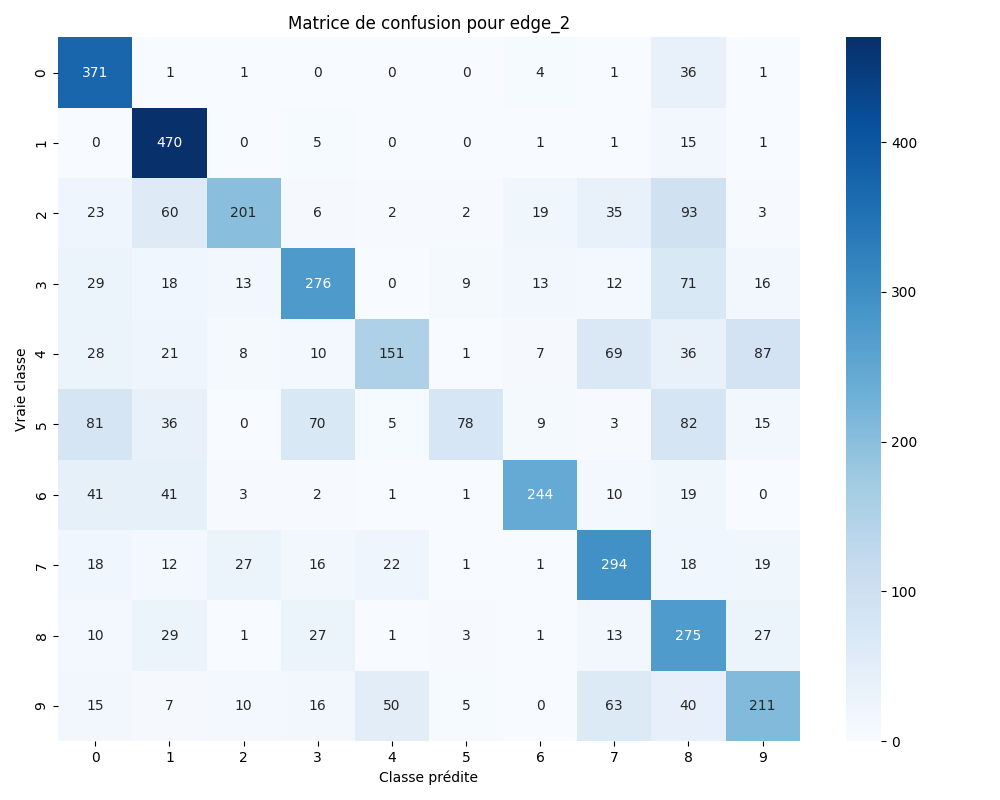 Matrice de confusion pour edge_2
0 371 1 1 0 0 0 4 1 36 1
1 0 470 0 5 0 0 1 1 15 1
2 23 60 201 6 2 2 19 35 93 3
3 29 18 13 276 0 9 13 12 71 16
4 28 21 8 10 151 1 7 69 36 87
5 81 36 0 70 5 78 9 3 82 15
6 41 41 3 2 1 1 244 10 19 0
7 18 12 27 16 22 1 1 294 18 19
8 10 29 1 27 1 3 1 13 275 27
9 15 7 10 16 50 5 0 63 40 211
0 1 2 3 4 5 6 7 8 9
Classe prédite
Vraie classe
400
300
200
100
0